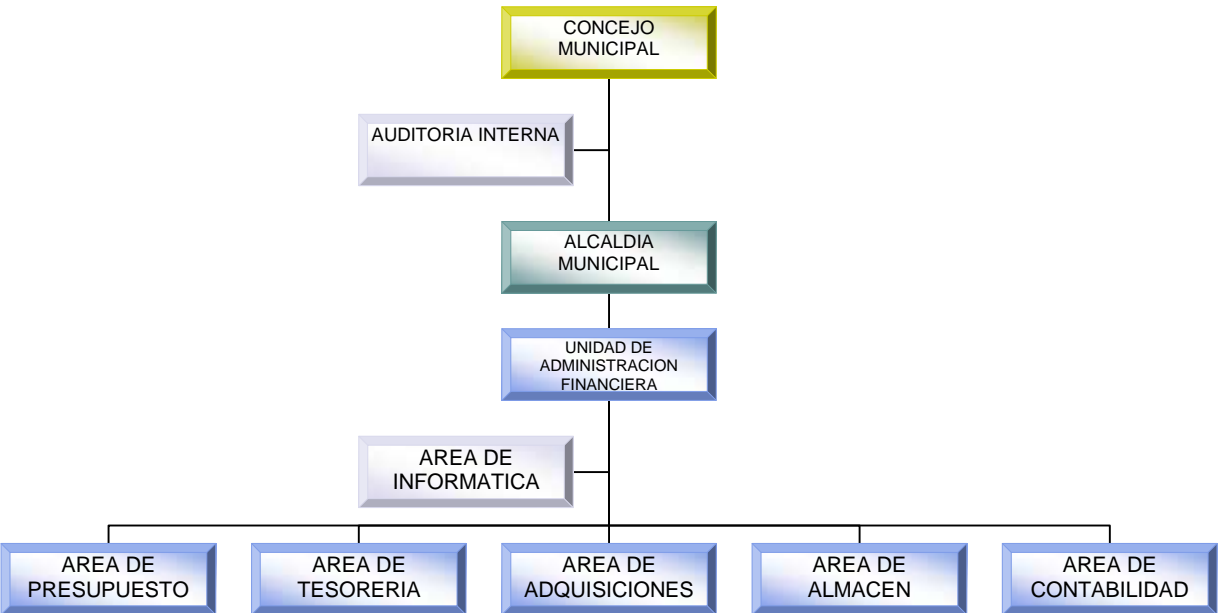 CONCEJO
MUNICIPAL
AUDITORIA INTERNA
ALCALDIA
MUNICIPAL
UNIDAD DE
ADMINISTRACION
FINANCIERA
AREA DE
INFORMATICA
AREA DE
PRESUPUESTO
AREA DE
TESORERIA
AREA DE
ADQUISICIONES
AREA DE
ALMACEN
AREA DE
CONTABILIDAD